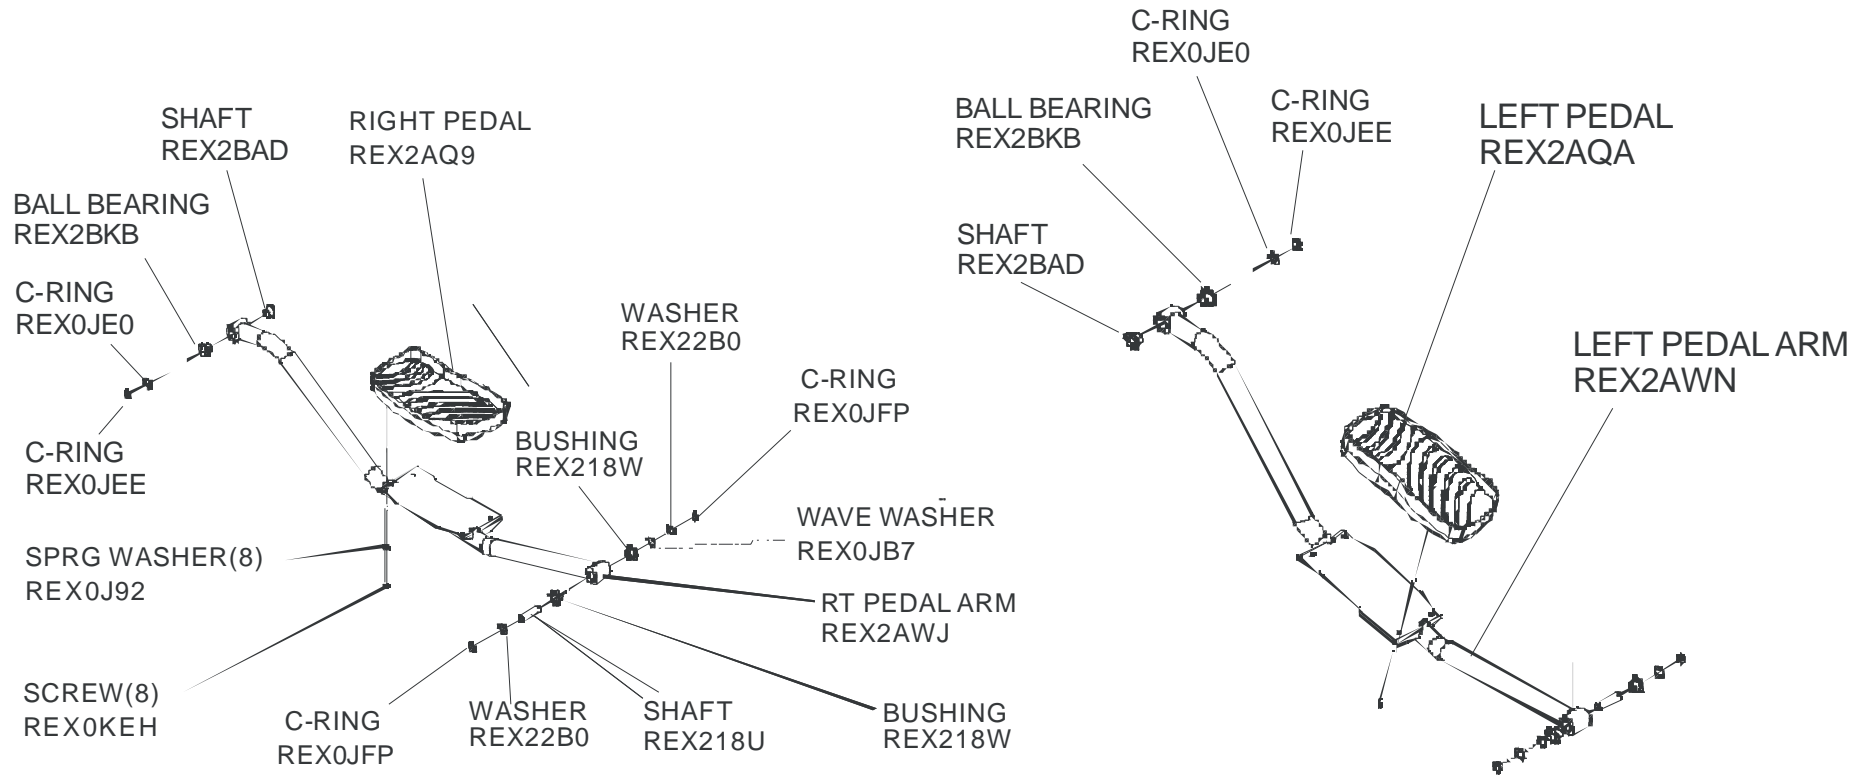 SHAFT
REX2BAD
RIGHT PEDAL
REX2AQ9
BALL BEARING
REX2BKB
C-RING
REX0JE0
C-RING
REX0JEE
WASHER
REX22B0
C-RING
REX0JFP
BUSHING
REX218W
WAVE WASHER
REX0JB7
SPRG WASHER(8)
REX0J92
RT PEDAL ARM
REX2AWJ
SCREW(8)
REX0KEH
C-RING
REX0JFP
WASHER
REX22B0
SHAFT
REX218U
BUSHING
REX218W
C-RING
REX0JE0
BALL BEARING
REX2BKB
C-RING
REX0JEE
LEFT PEDAL
REX2AQA
SHAFT
REX2BAD
LEFT PEDAL ARM
REX2AWN